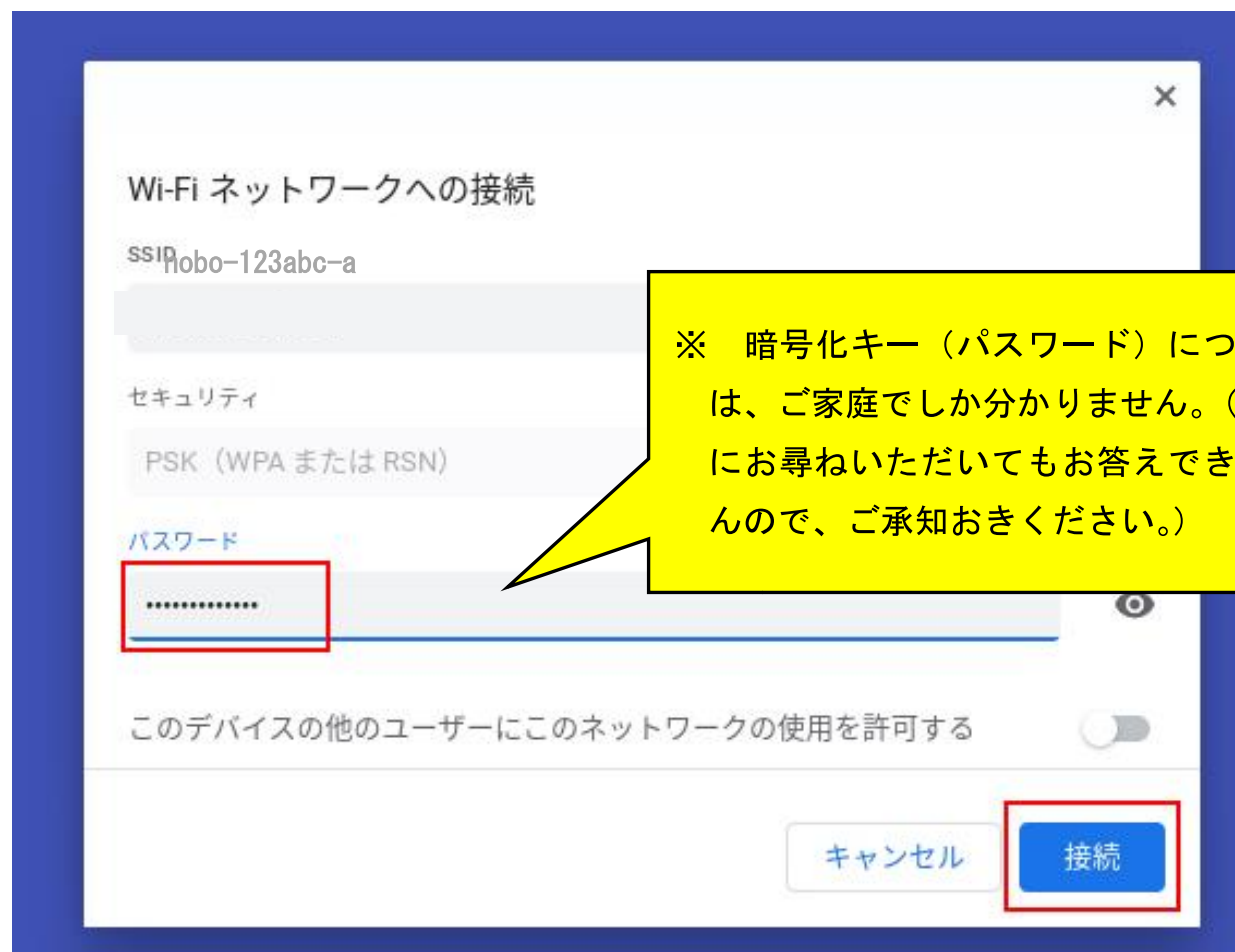 ×
Wi-Fi ネットワークへの接続
SSID
nobo-123abc-a
※ 暗号化キー(パスワード)につ
は、ご家庭でしか分かりません。(
にお尋ねいただいてもお答えでき
んので、ご承知おきください。)
セキュリティ
PSK(WPA または RSN)
パスワード
•••••••••••••
このデバイスの他のユーザーにこのネットワークの使用を許可する
キャンセル
接続